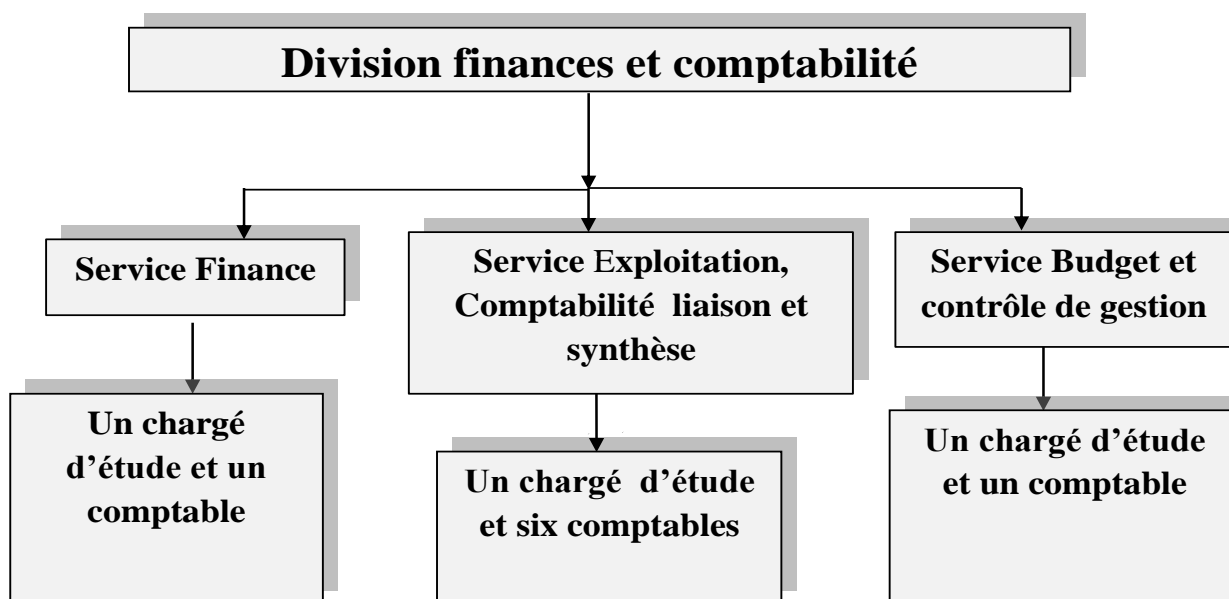 Division finances et comptabilité
Service Finance
Service Exploitation,
Comptabilité liaison et
synthèse
Service Budget et
contrôle de gestion
Un chargé
d’étude et un
comptable
Un chargé d’étude
et six comptables
Un chargé d’étude
et un comptable